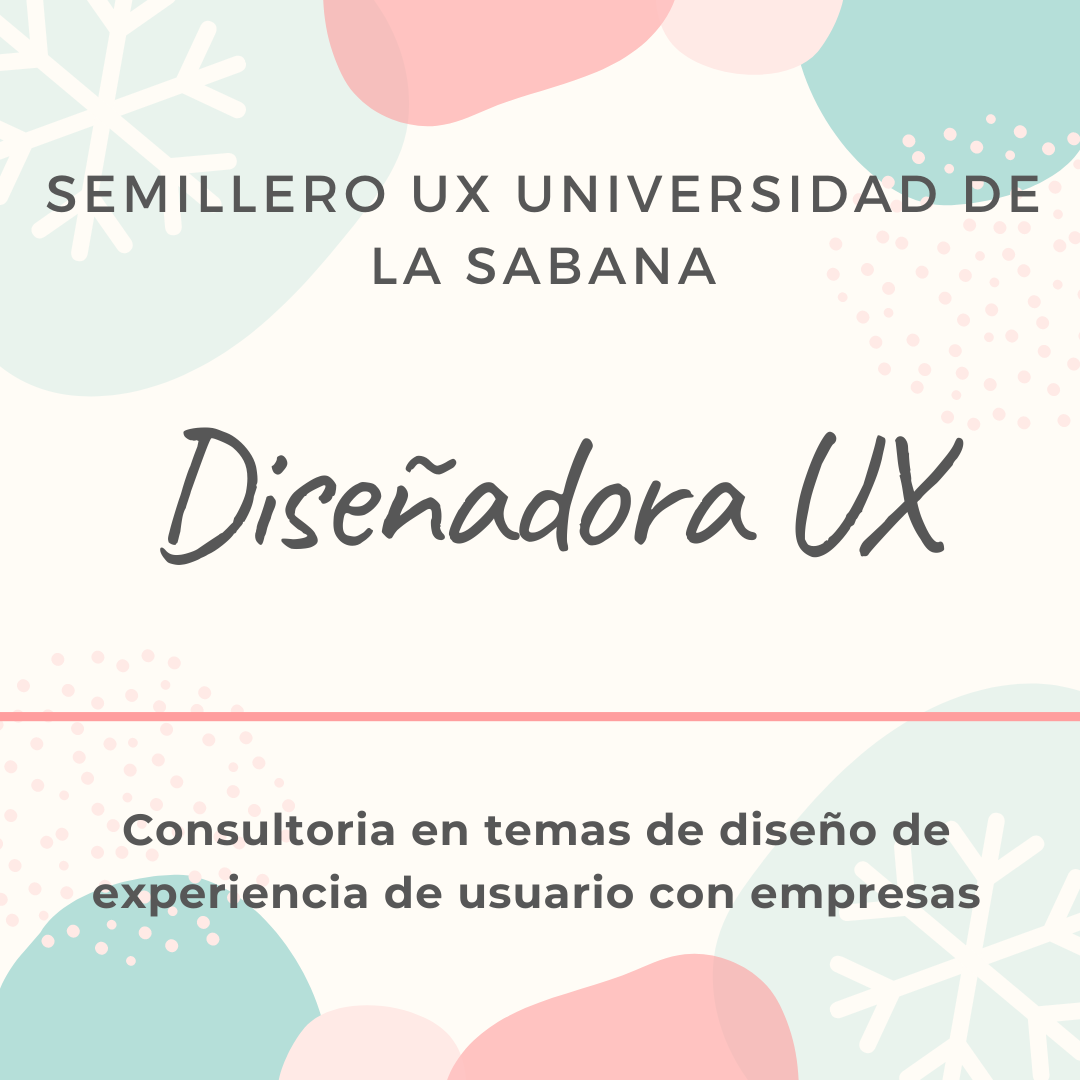 SEMILLERO UX UNIVERSIDAD DE
LA SABANA
Diseñadora UX
Consultoria en temas de diseño de
experiencia de usuario con empresas